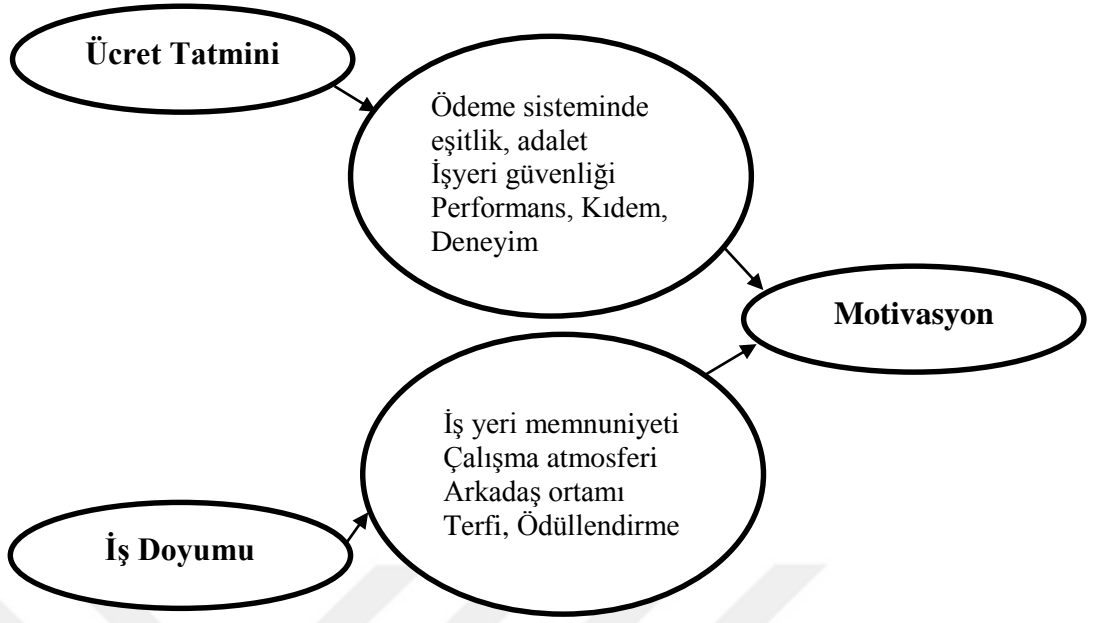 Ücret Tatmini
Ödeme sisteminde
eşitlik, adalet
İşyeri güvenliği
Performans, Kıdem,
Deneyim
Motivasyon
İş yeri memnuniyeti
Çalışma atmosferi
Arkadaş ortamı
Terfi, Ödüllendirme
İş Doyumu